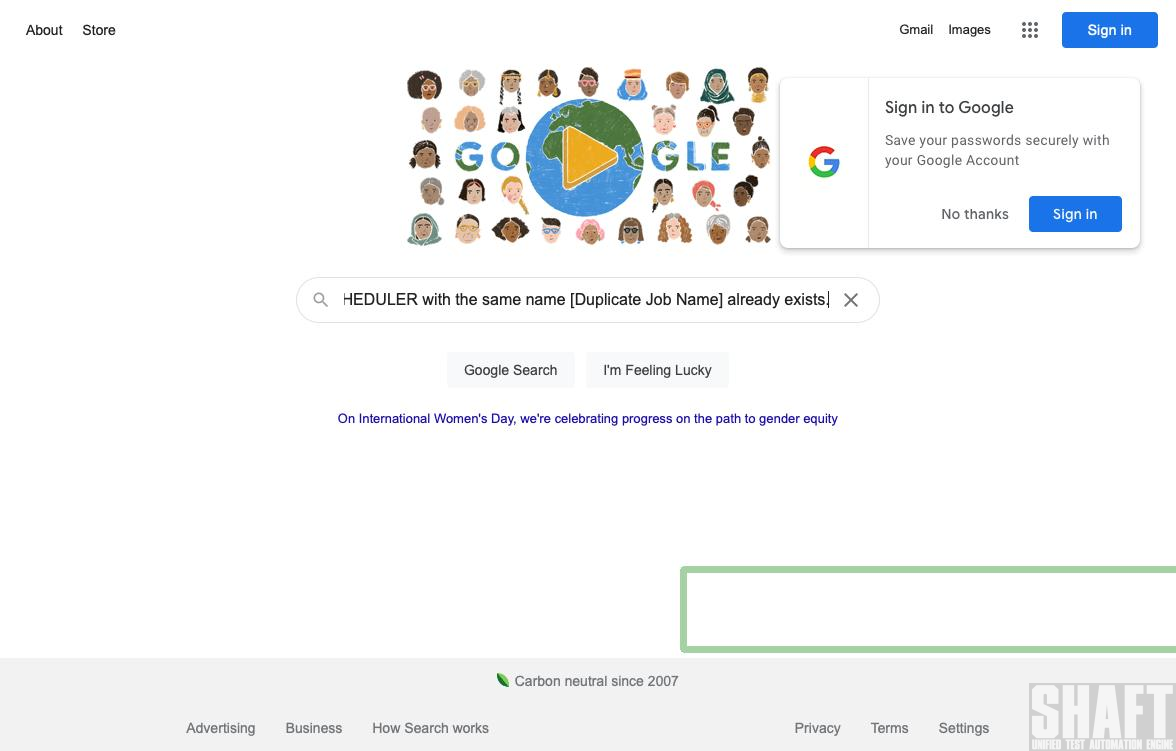 About Store
Gmail Images
Sign in
GO GLE
Sign in to Google
Save your passwords securely with
your Google Account
No thanks
Sign in
HEDULER with the same name [Duplicate Job Name] already exists.
Google Search
I'm Feeling Lucky
On International Women's Day, we're celebrating progress on the path to gender equity
Carbon neutral since 2007
Advertising Business How Search works
Privacy Terms Settings
SHAFT
UNIFIED TEST AUTOMATION ENGINE